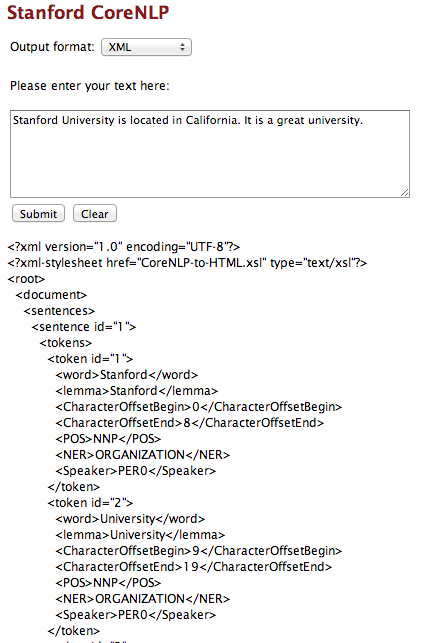 Stanford CoreNLP
Output format: XML
Please enter your text here:
Stanford University is located in California. It is a great university.
Submit Clear
<?xml version="1.0" encoding="UTF-8"?>
<?xml-stylesheet href="CoreNLP-to-HTML.xsl" type="text/xsl"?>
<root>
<document>
<sentences>
<sentence id="1">
<tokens>
<token id="1">
<word>Stanford</word>
<lemma>Stanford</lemma>
<CharacterOffsetBegin>0</CharacterOffsetBegin>
<CharacterOffsetEnd>8</CharacterOffsetEnd>
<POS>NNP</POS>
<NER>ORGANIZATION</NER>
<Speaker>PER0</Speaker>
</token>
<token id="2">
<word>University</word>
<lemma>University</lemma>
<CharacterOffsetBegin>9</CharacterOffsetBegin>
<CharacterOffsetEnd>19</CharacterOffsetEnd>
<POS>NNP</POS>
<NER>ORGANIZATION</NER>
<Speaker>PER0</Speaker>
</token>